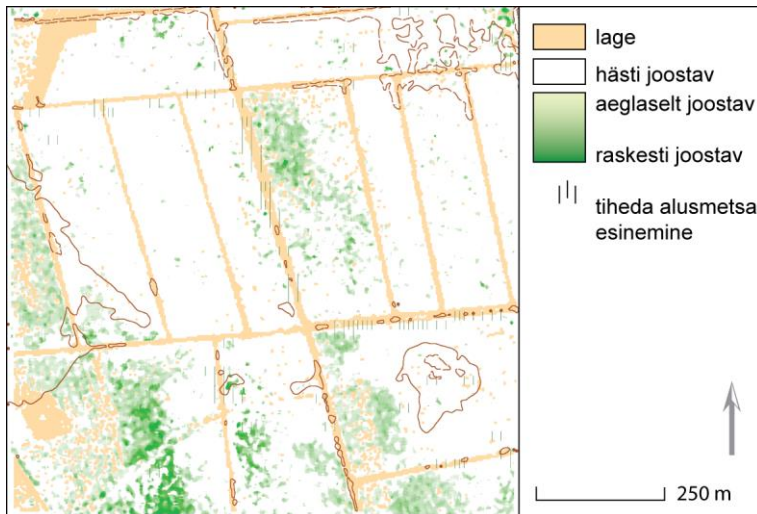 lage
hästi joostav
aeglaselt joostav
raskesti joostav
tiheda alusmetsa
esinemine
250 m